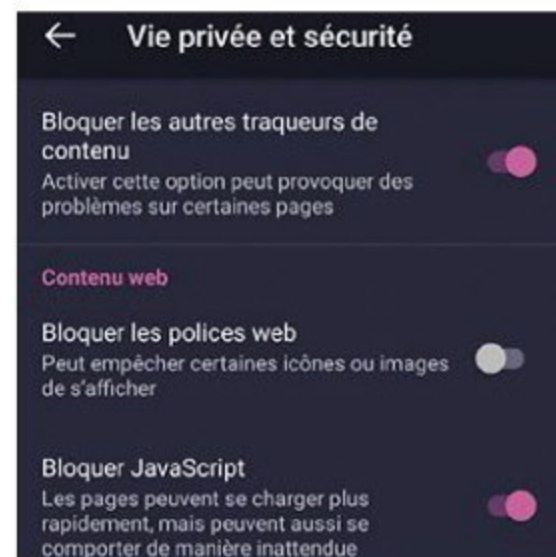 Vie privée et sécurité
Bloquer les autres traqueurs de
contenu
Activer cette option peut provoquer des
problèmes sur certaines pages
Contenu web
Bloquer les polices web
Peut empêcher certaines icônes ou images
de s'afficher
Bloquer JavaScript
Les pages peuvent se charger plus
rapidement, mais peuvent aussi se
comporter de manière inattendue